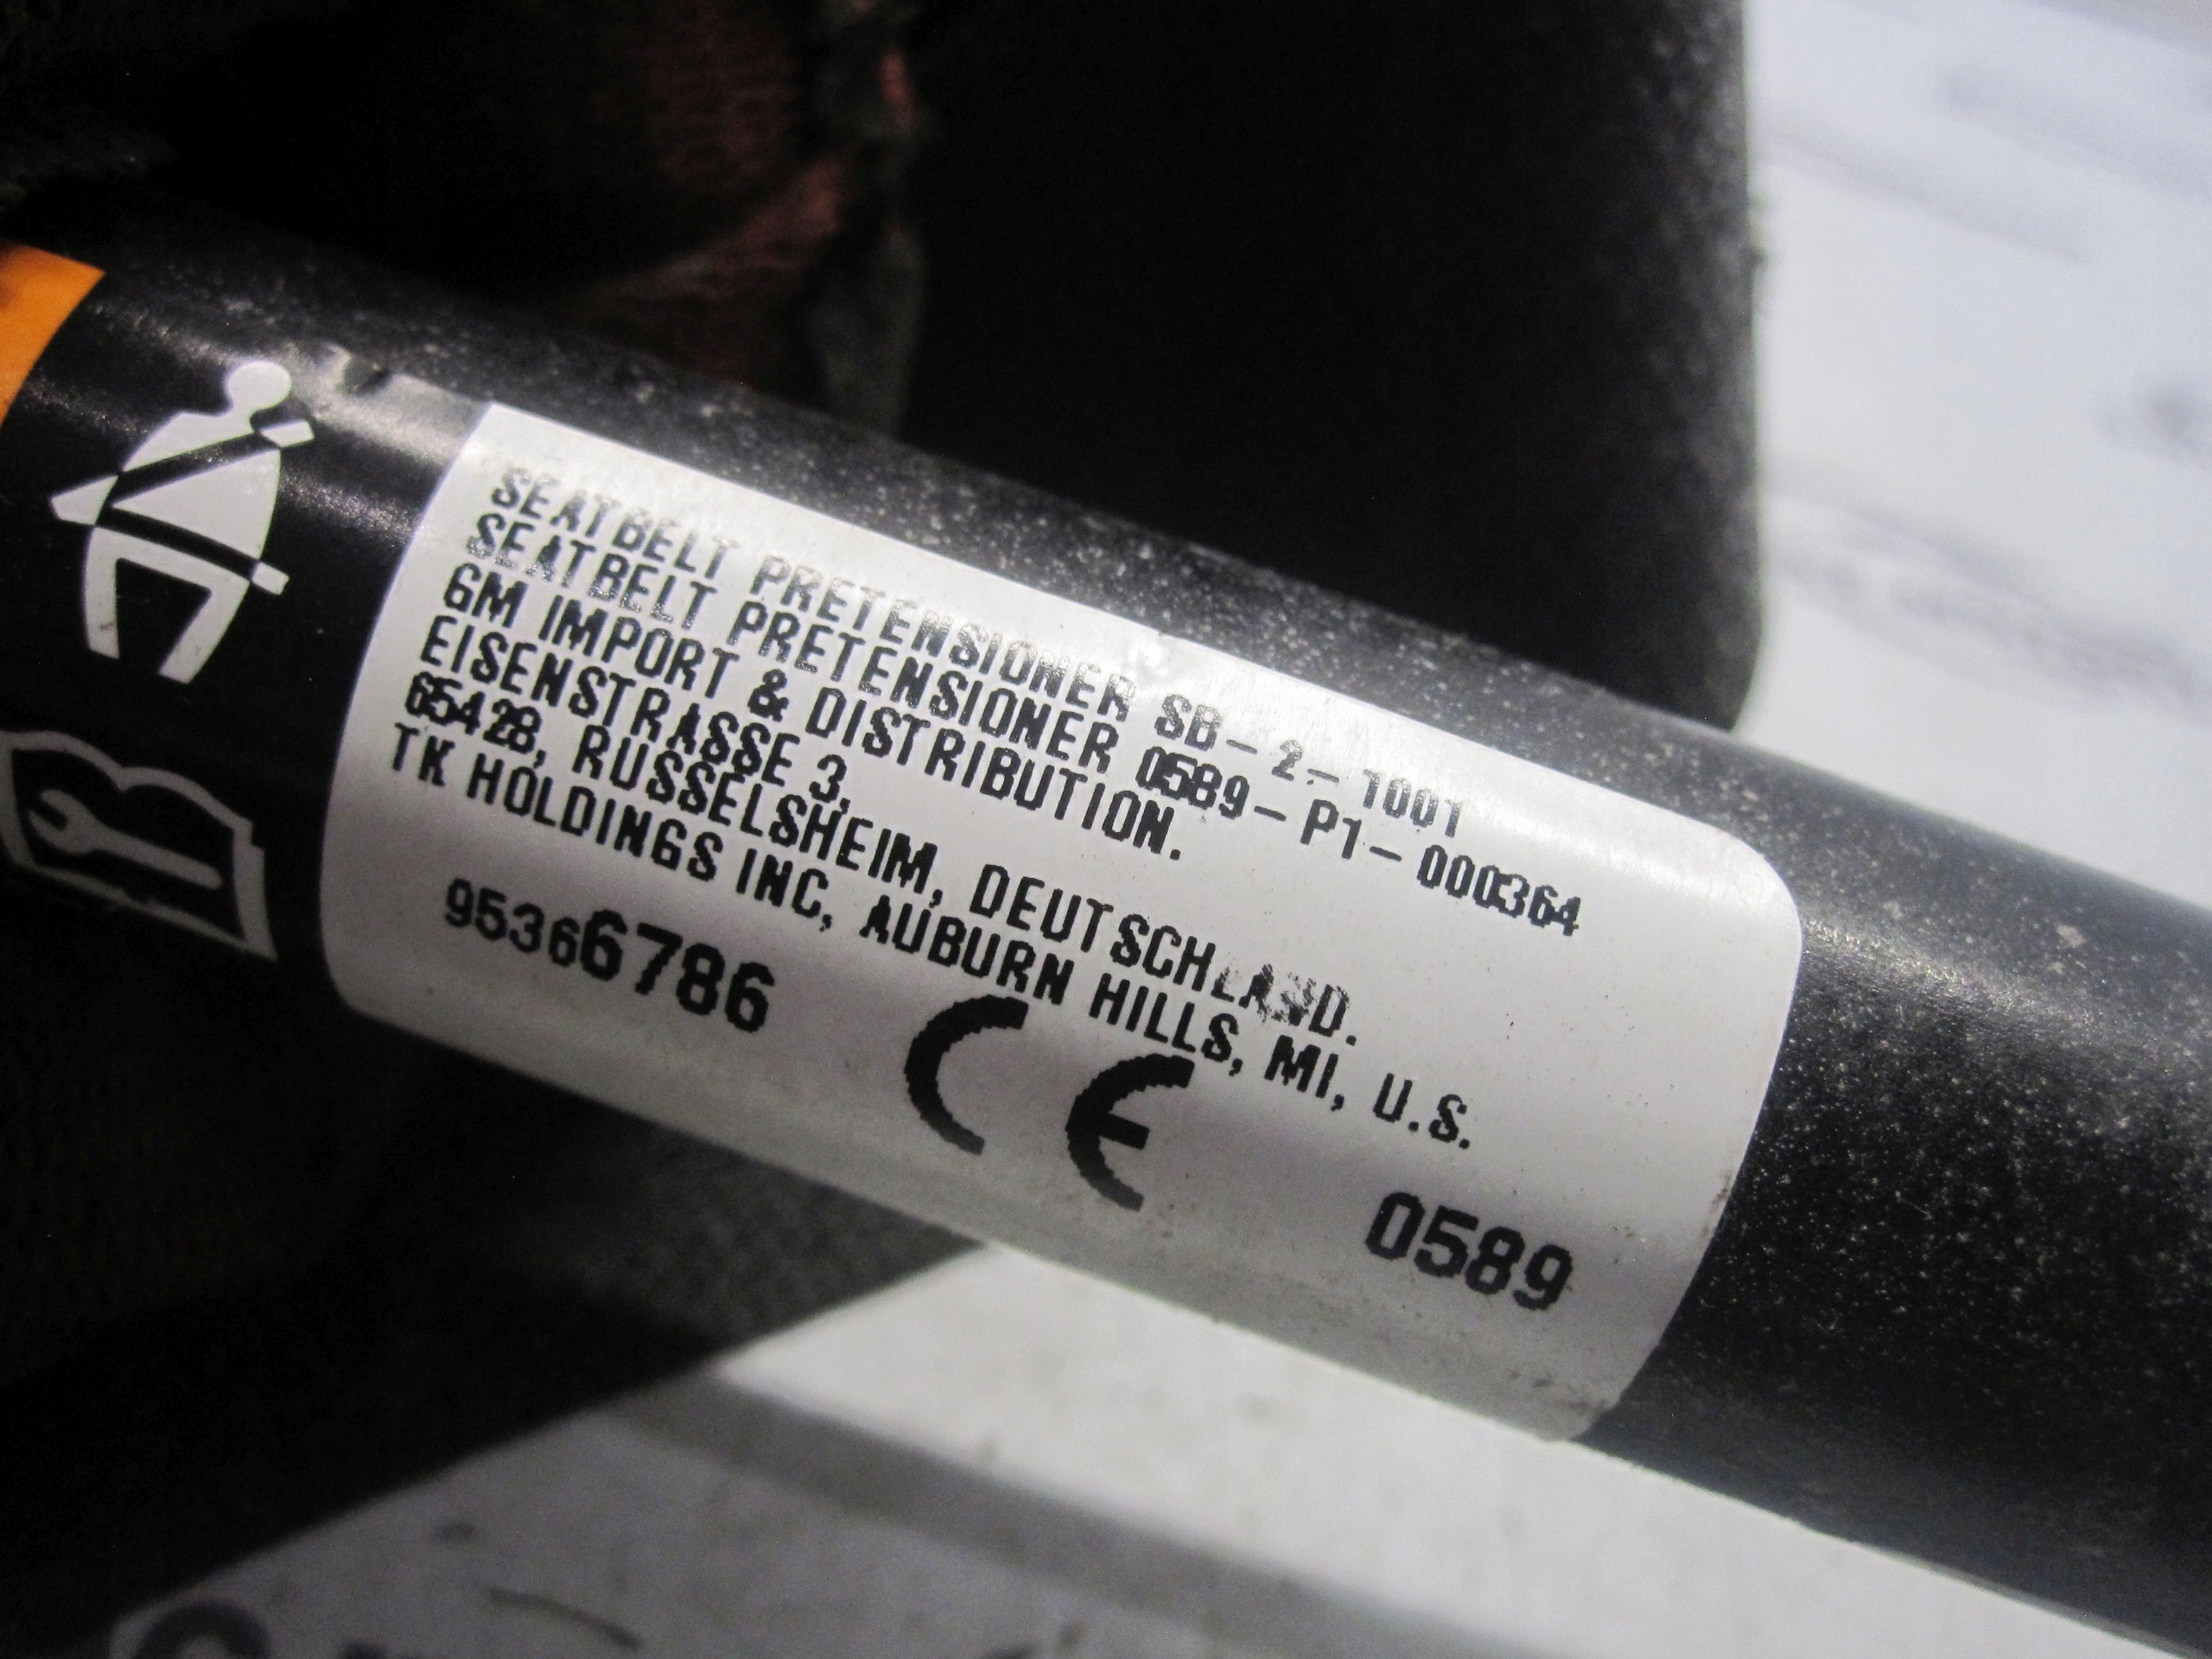 SEATBELT PRETENSIONER SB-2-1001
SEATBELT PRETENSIONER 0589-P1-000364
GM IMPORT & DISTRIBUTION.
EISENSTRASSE 3,
65428, RUSSELSHEIM, DEUTSCHLAND.
TK HOLDINGS INC, AUBURN HILLS, MI, U.S.
95366786 CE 0589